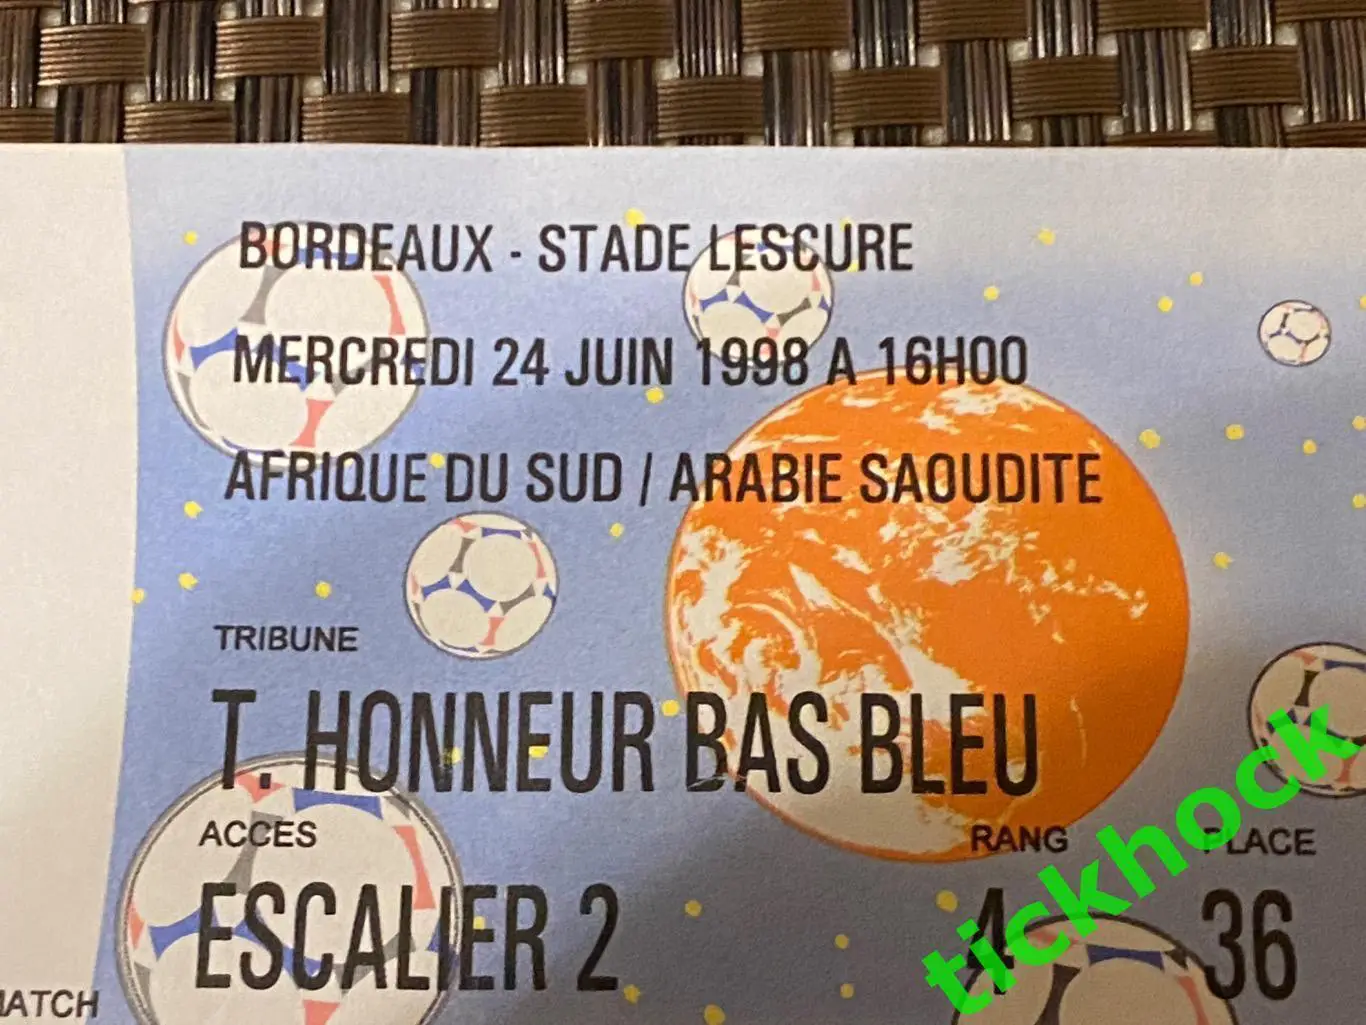 BORDEAUX - STADE LESCURE
MERCREDI 24 JUIN 1998 A 16H00
AFRIQUE DU SUD / ARABIE SAOUDITE
TRIBUNE
T. HONNEUR BAS BLEU
ACCES RANG PLACE
ESCALIER 2 36
MATCH
tickhock